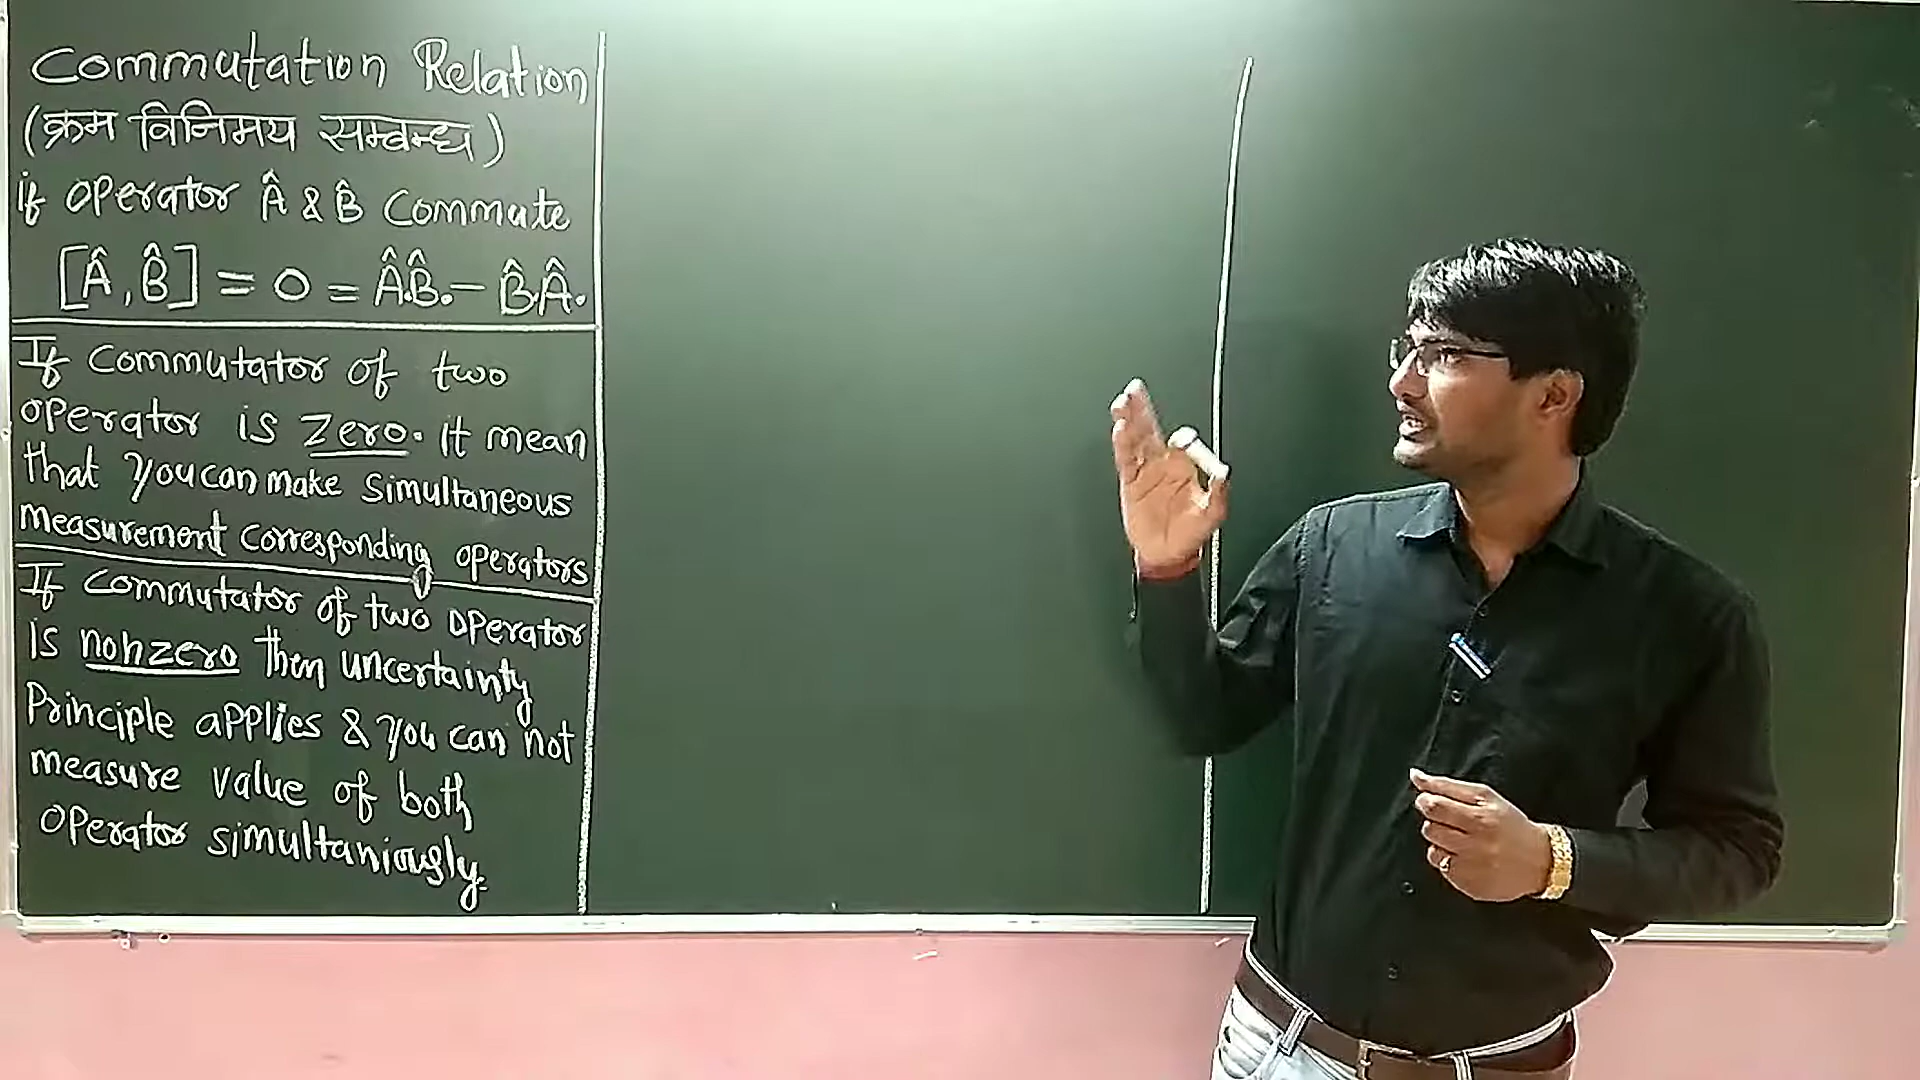 Commutation Relation
(क्रम विनिमय सम्बन्ध)
if operator Â & B̂ Commute
[Â, B̂] = 0 = Â.B̂. - B̂.Â.
If Commutator of two
operator is Zero. it mean
that you can make simultaneous
measurement corresponding operators
If Commutator of two operator
is nonzero then uncertainty
Principle applies & you can not
measure value of both
operator simultaniously.